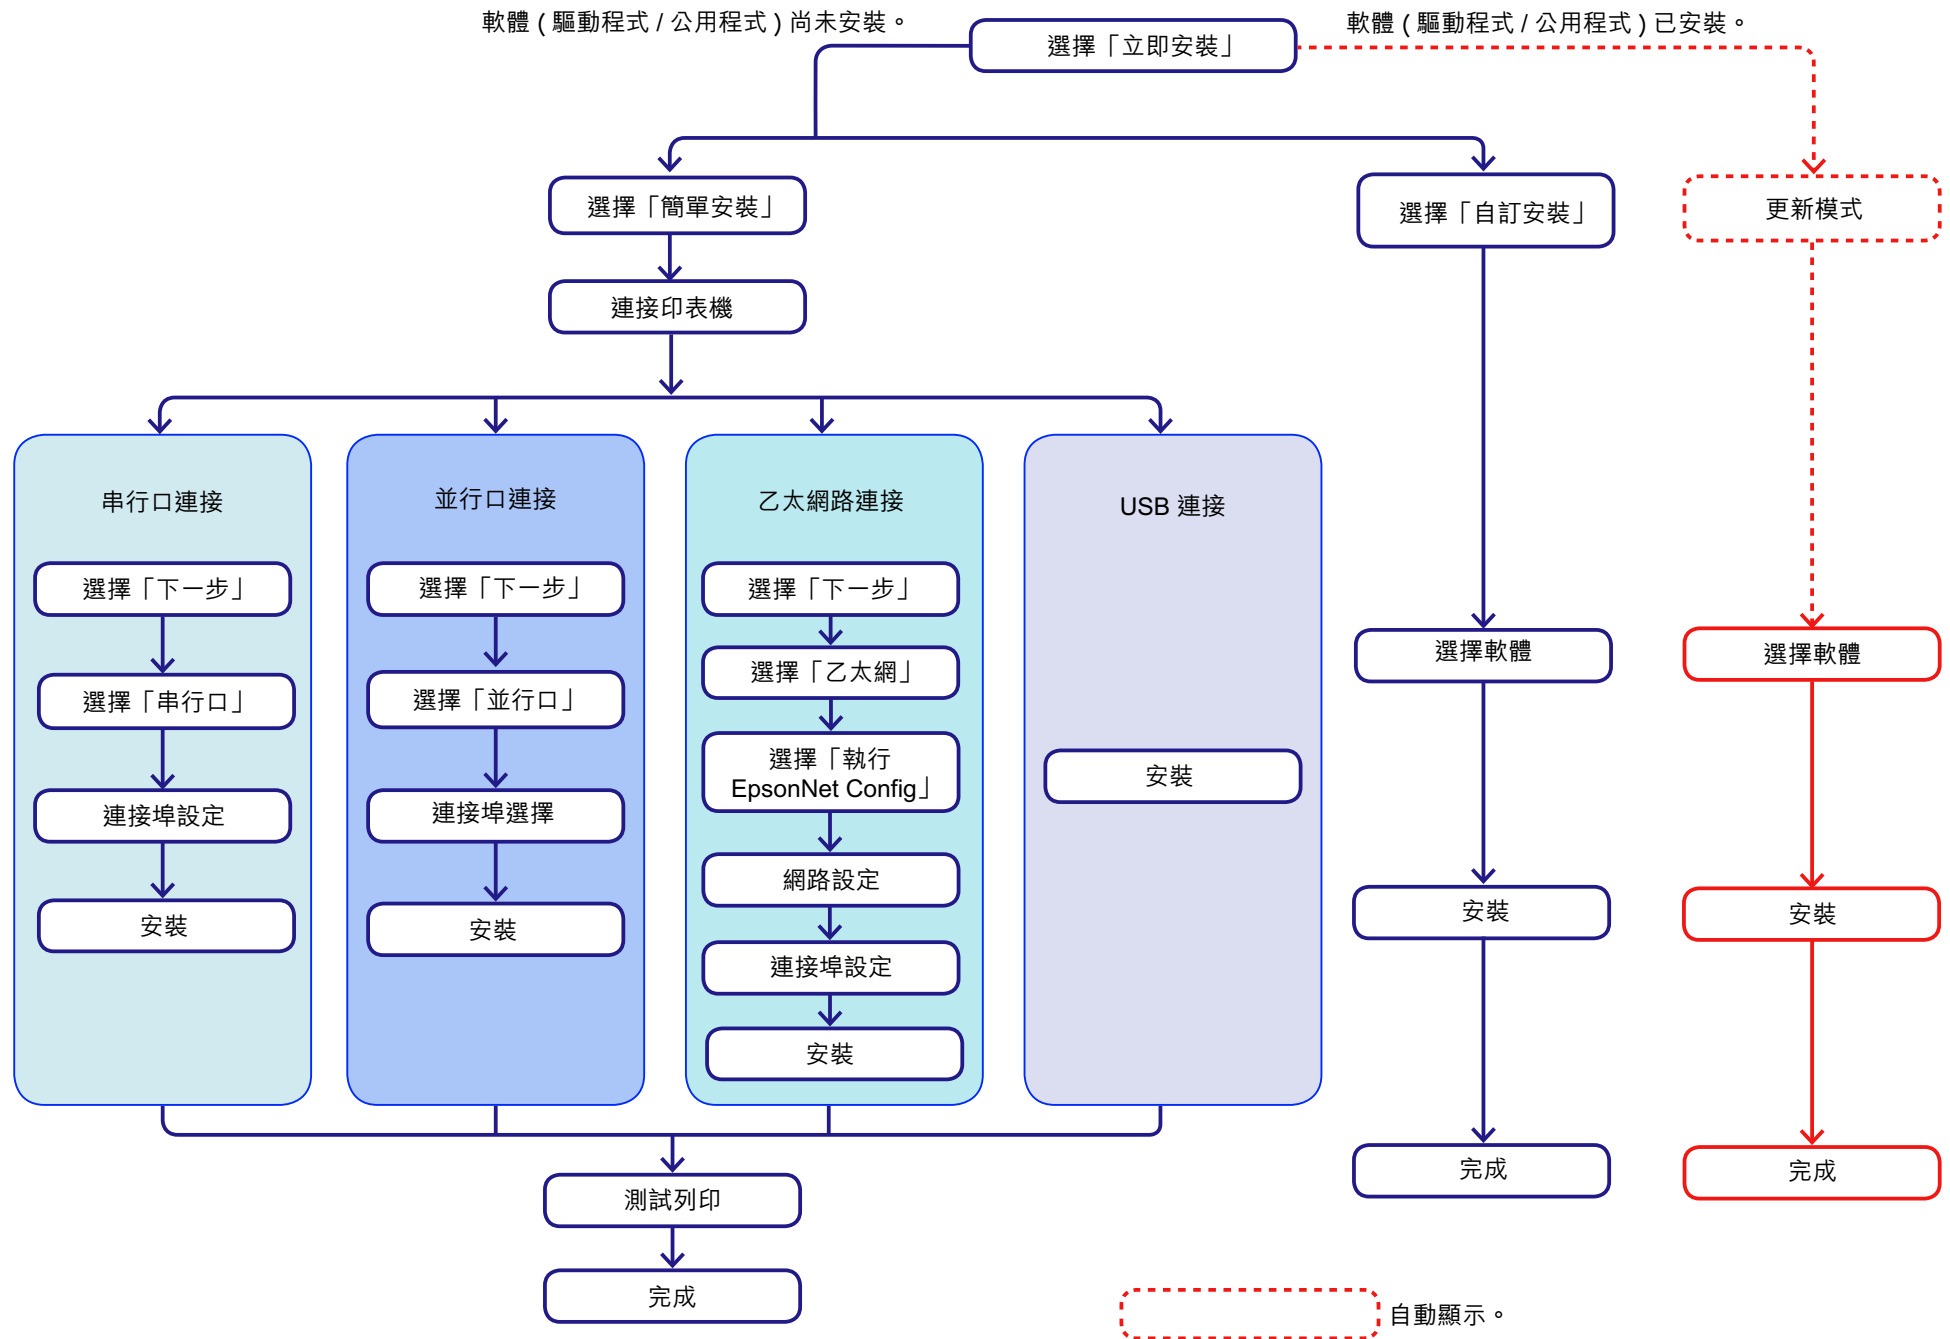 軟體 ( 驅動程式 / 公用程式 ) 尚未安裝。
選擇「立即安裝」
軟體 ( 驅動程式 / 公用程式 ) 已安裝。
選擇「簡單安裝」
選擇「自訂安裝」
更新模式
連接印表機
串行口連接
選擇「下一步」
選擇「串行口」
連接埠設定
安裝
並行口連接
選擇「下一步」
選擇「並行口」
連接埠選擇
安裝
乙太網路連接
選擇「下一步」
選擇「乙太網」
選擇「執行
EpsonNet Config」
網路設定
連接埠設定
安裝
USB 連接
安裝
選擇軟體
安裝
完成
選擇軟體
安裝
完成
測試列印
完成
自動顯示。